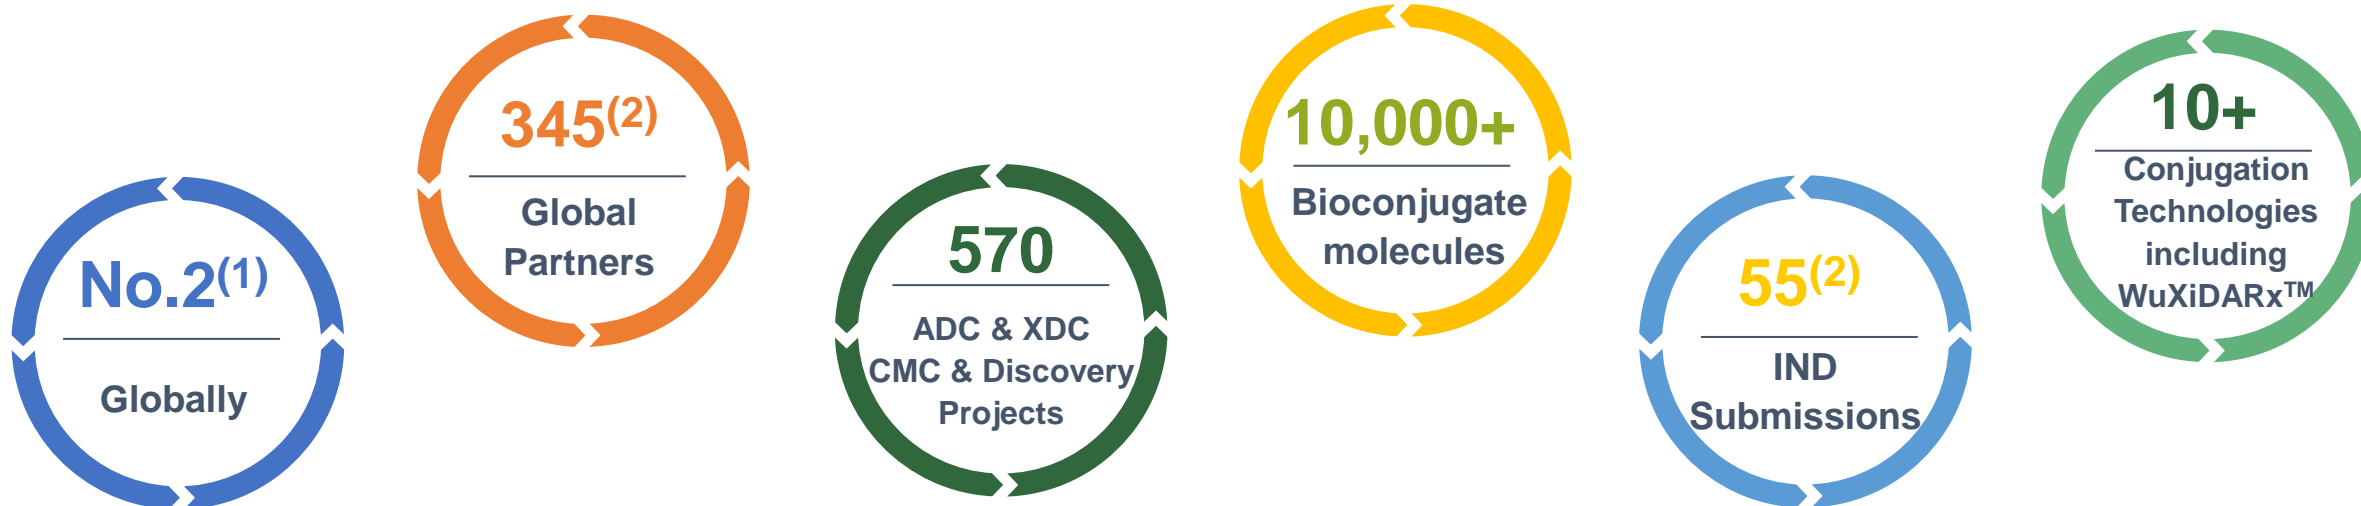 No.2(1)
Globally
345(2)
Global
Partners
570
ADC & XDC
CMC & Discovery
Projects
10,000+
Bioconjugate
molecules
55(2)
IND
Submissions
10+
Conjugation
Technologies
including
WuXiDARx™